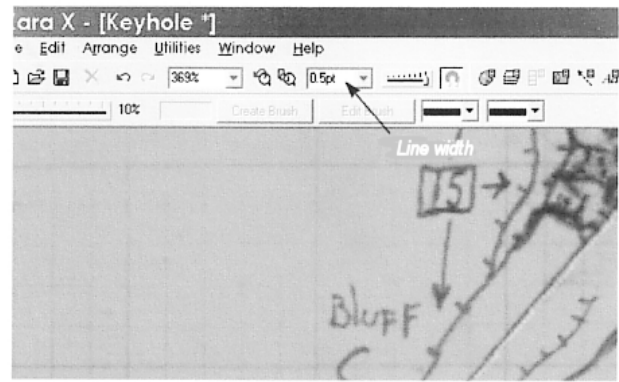 ara X - [Keyhole *]
e Edit Arrange Utilities Window Help
369% 0.5pt
10% Create Brush Edit Brush
Line width
15
Bluff
C